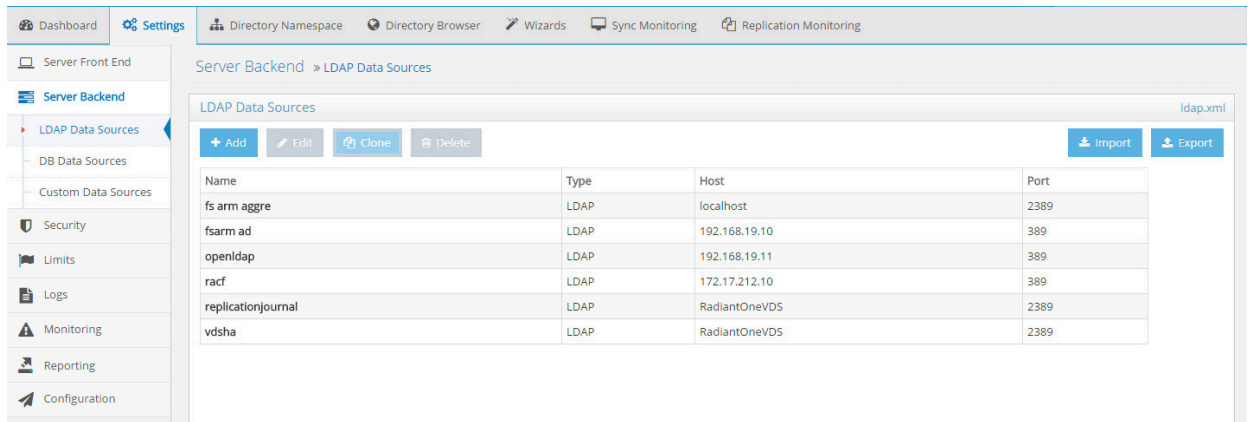 Dashboard Settings Directory Namespace Directory Browser Wizards Sync Monitoring Replication Monitoring
Server Front End
Server Backend
LDAP Data Sources
DB Data Sources
Custom Data Sources
Security
Limits
Logs
Monitoring
Reporting
Configuration
Server Backend » LDAP Data Sources
LDAP Data Sources ldap.xml
+ Add Edit Clone Delete Import Export
Name Type Host Port
fs arm aggre LDAP localhost 2389
fsarm ad LDAP 192.168.19.10 389
openldap LDAP 192.168.19.11 389
racf LDAP 172.17.212.10 389
replicationjournal LDAP RadiantOneVDS 2389
vdsha LDAP RadiantOneVDS 2389